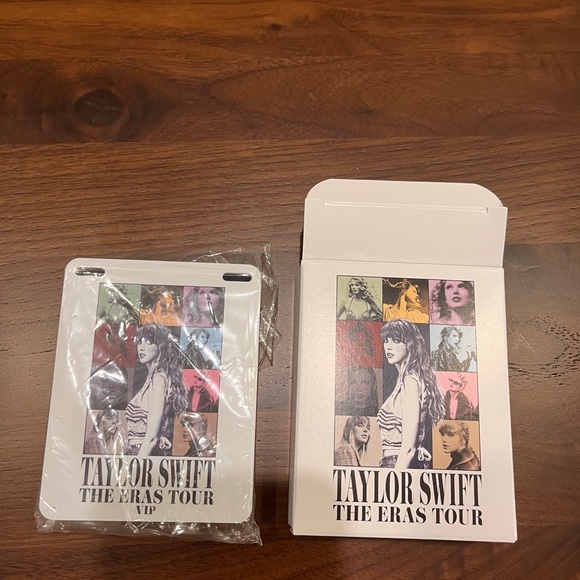 TAYLOR SWIFT
THE ERAS TOUR
VIP
TAYLOR SWIFT
THE ERAS TOUR